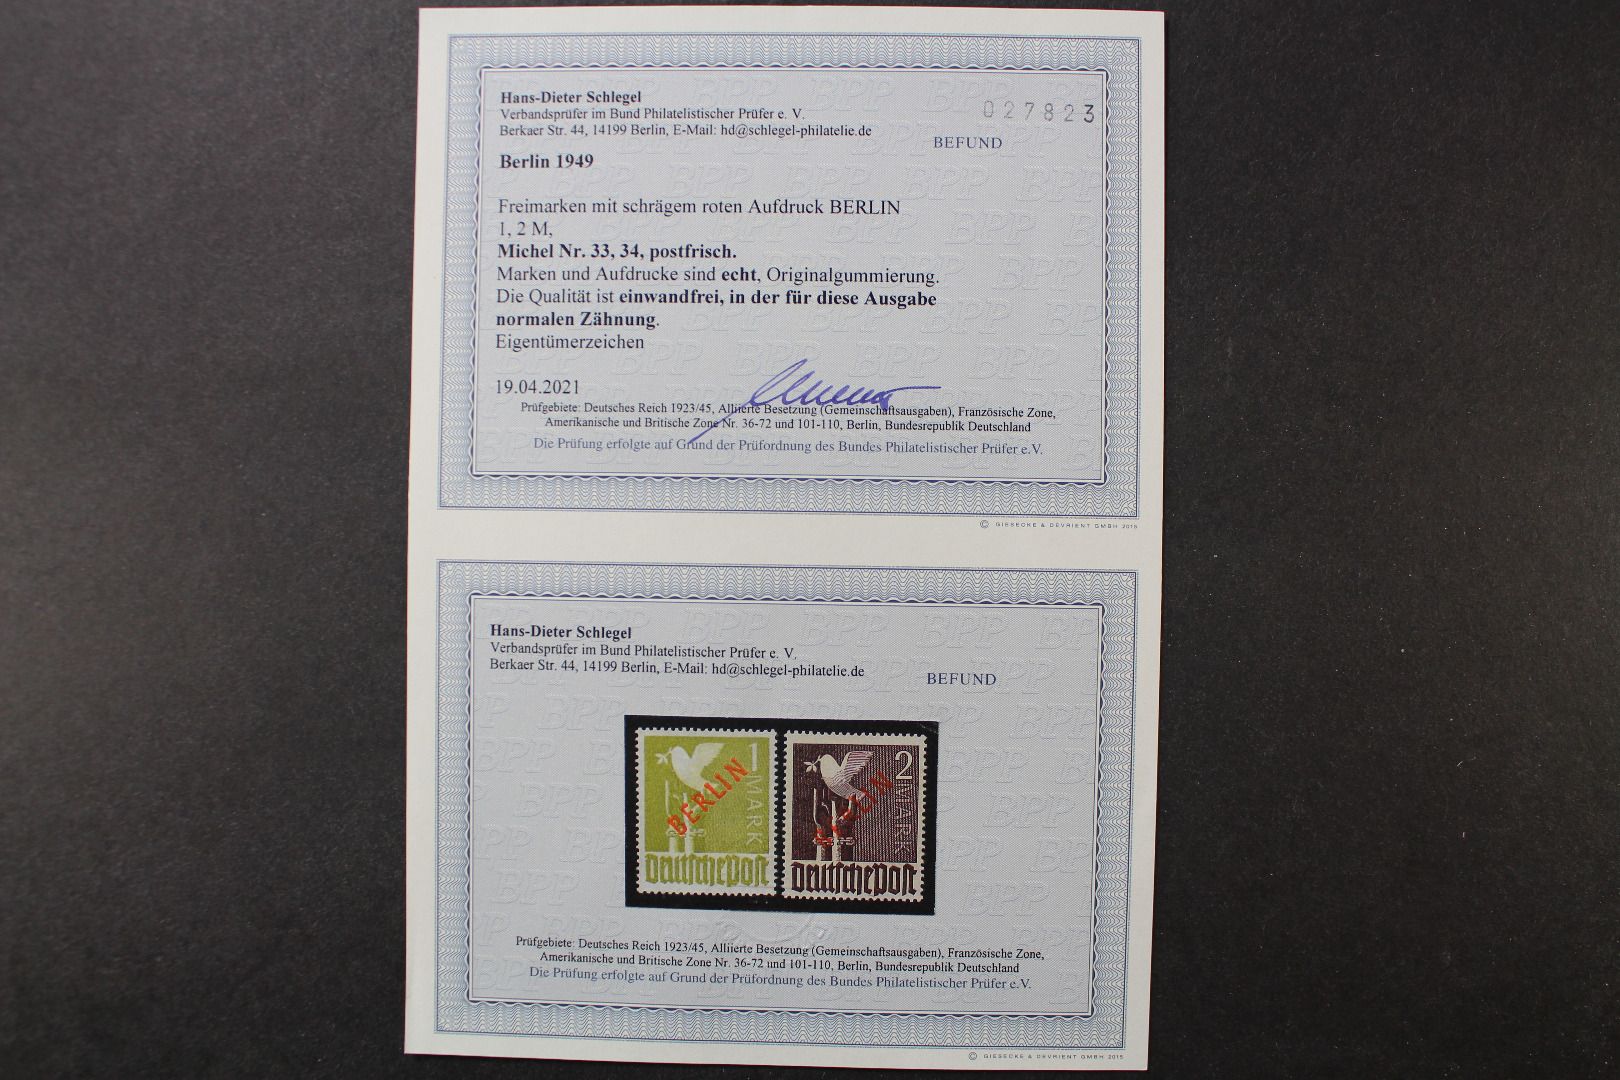 Hans-Dieter Schlegel
Verbandsprüfer im Bund Philatelistischer Prüfer e. V.
Berkaer Str. 44, 14199 Berlin, E-Mail: hd@schlegel-philatelie.de
027823
BEFUND
Berlin 1949
Freimarken mit schrägem roten Aufdruck BERLIN
1, 2 M,
Michel Nr. 33, 34, postfrisch.
Marken und Aufdrucke sind echt, Originalgummierung.
Die Qualität ist einwandfrei, in der für diese Ausgabe
normalen Zähnung.
Eigentümerzeichen
19.04.2021
Prüfgebiete: Deutsches Reich 1923/45, Alliierte Besetzung (Gemeinschaftsausgaben), Französische Zone,
Amerikanische und Britische Zone Nr. 36-72 und 101-110, Berlin, Bundesrepublik Deutschland
Die Prüfung erfolgte auf Grund der Prüfordnung des Bundes Philatelistischer Prüfer e.V.
© GIESECKE & DEVRIENT GMBH 2015
Hans-Dieter Schlegel
Verbandsprüfer im Bund Philatelistischer Prüfer e. V.
Berkaer Str. 44, 14199 Berlin, E-Mail: hd@schlegel-philatelie.de
BEFUND
1 MARK
BERLIN
Deutsche Post
2 MARK
BERLIN
Deutsche Post
Prüfgebiete: Deutsches Reich 1923/45, Alliierte Besetzung (Gemeinschaftsausgaben), Französische Zone,
Amerikanische und Britische Zone Nr. 36-72 und 101-110, Berlin, Bundesrepublik Deutschland
Die Prüfung erfolgte auf Grund der Prüfordnung des Bundes Philatelistischer Prüfer e.V.
© GIESECKE & DEVRIENT GMBH 2015